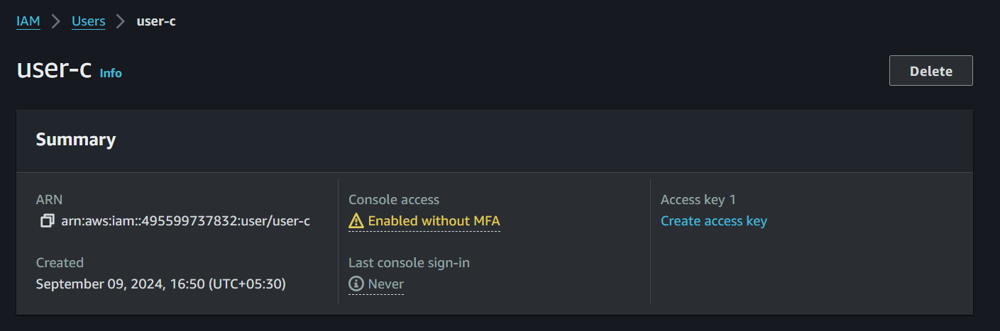 IAM > Users > user-c
user-c Info
Delete
Summary
ARN
arn:aws:iam::495599737832:user/user-c
Created
September 09, 2024, 16:50 (UTC+05:30)
Console access
Enabled without MFA
Last console sign-in
Never
Access key 1
Create access key